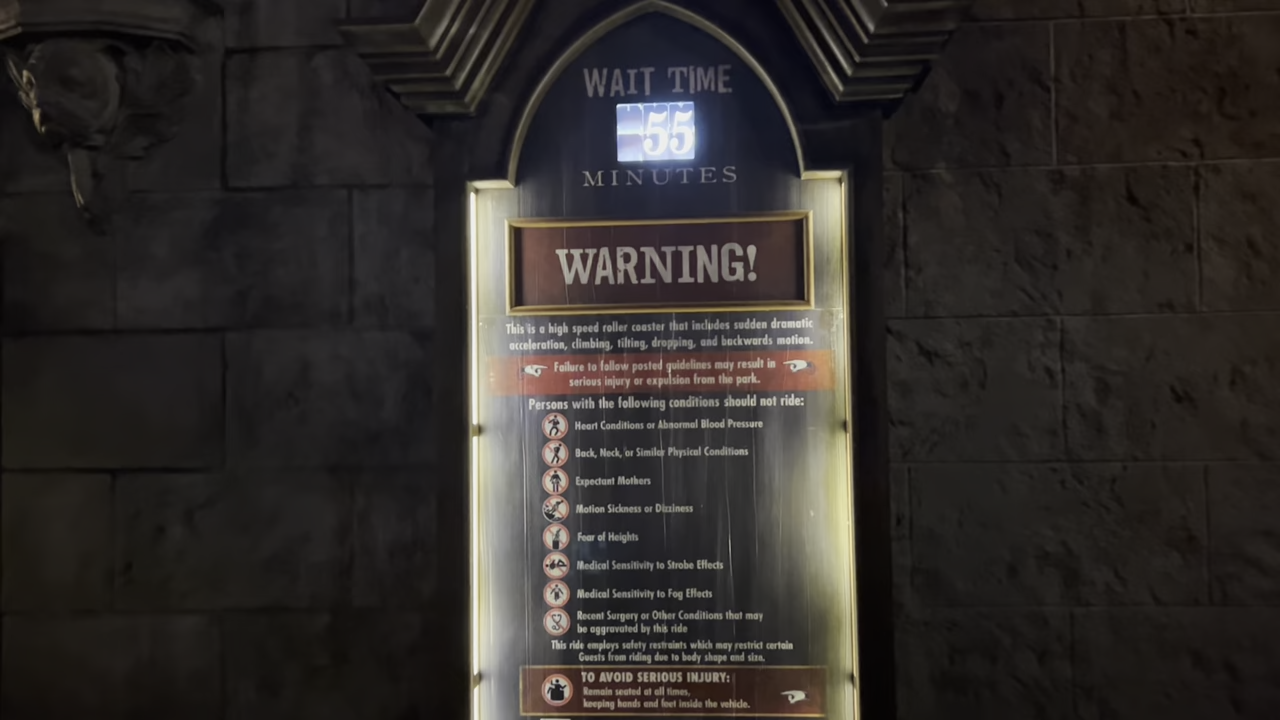 WAIT TIME
55
MINUTES
WARNING!
This is a high speed roller coaster that includes sudden dramatic
acceleration, climbing, tilting, dropping, and backwards motion.
Failure to follow posted guidelines may result in
serious injury or expulsion from the park.
Persons with the following conditions should not ride:
Heart Conditions or Abnormal Blood Pressure
Back, Neck, or Similar Physical Conditions
Expectant Mothers
Motion Sickness or Dizziness
Fear of Heights
Medical Sensitivity to Strobe Effects
Medical Sensitivity to Fog Effects
Recent Surgery or Other Conditions that may
be aggravated by this ride
This ride employs safety restraints which may restrict certain
Guests from riding due to body shape and size.
TO AVOID SERIOUS INJURY:
Remain seated at all times,
keeping hands and feet inside the vehicle.